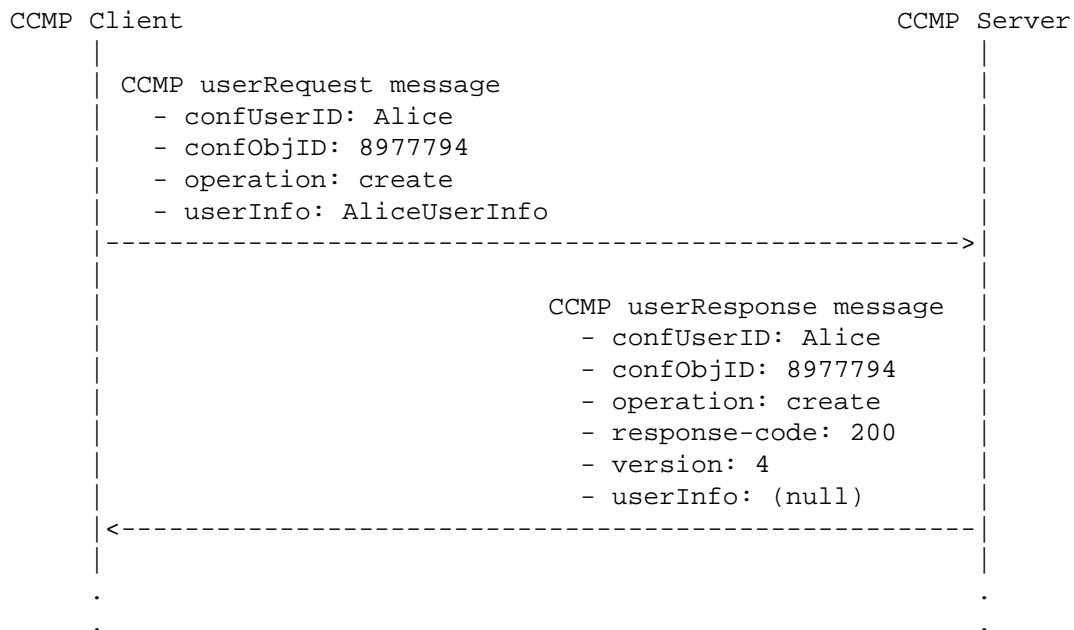 CCMP Client CCMP Server
CCMP userRequest message
- confUserID: Alice
- confObjID: 8977794
- operation: create
- userInfo: AliceUserInfo
CCMP userResponse message
- confUserID: Alice
- confObjID: 8977794
- operation: create
- response-code: 200
- version: 4
- userInfo: (null)